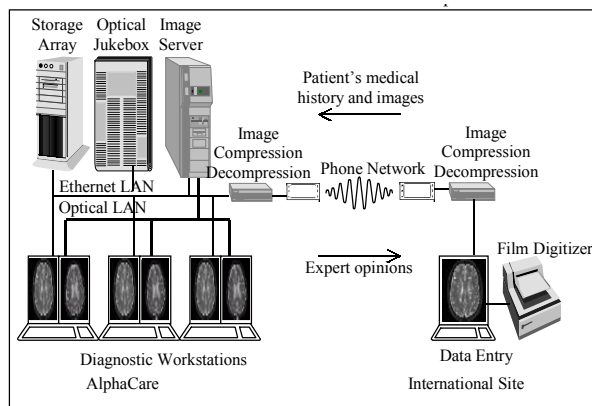 Storage
Array
Optical
Jukebox
Image
Server
Patient's medical
history and images
Image
Compression
Decompression
Phone Network
Image
Compression
Decompression
Ethernet LAN
Optical LAN
Expert opinions
Film Digitizer
Diagnostic Workstations
AlphaCare
Data Entry
International Site